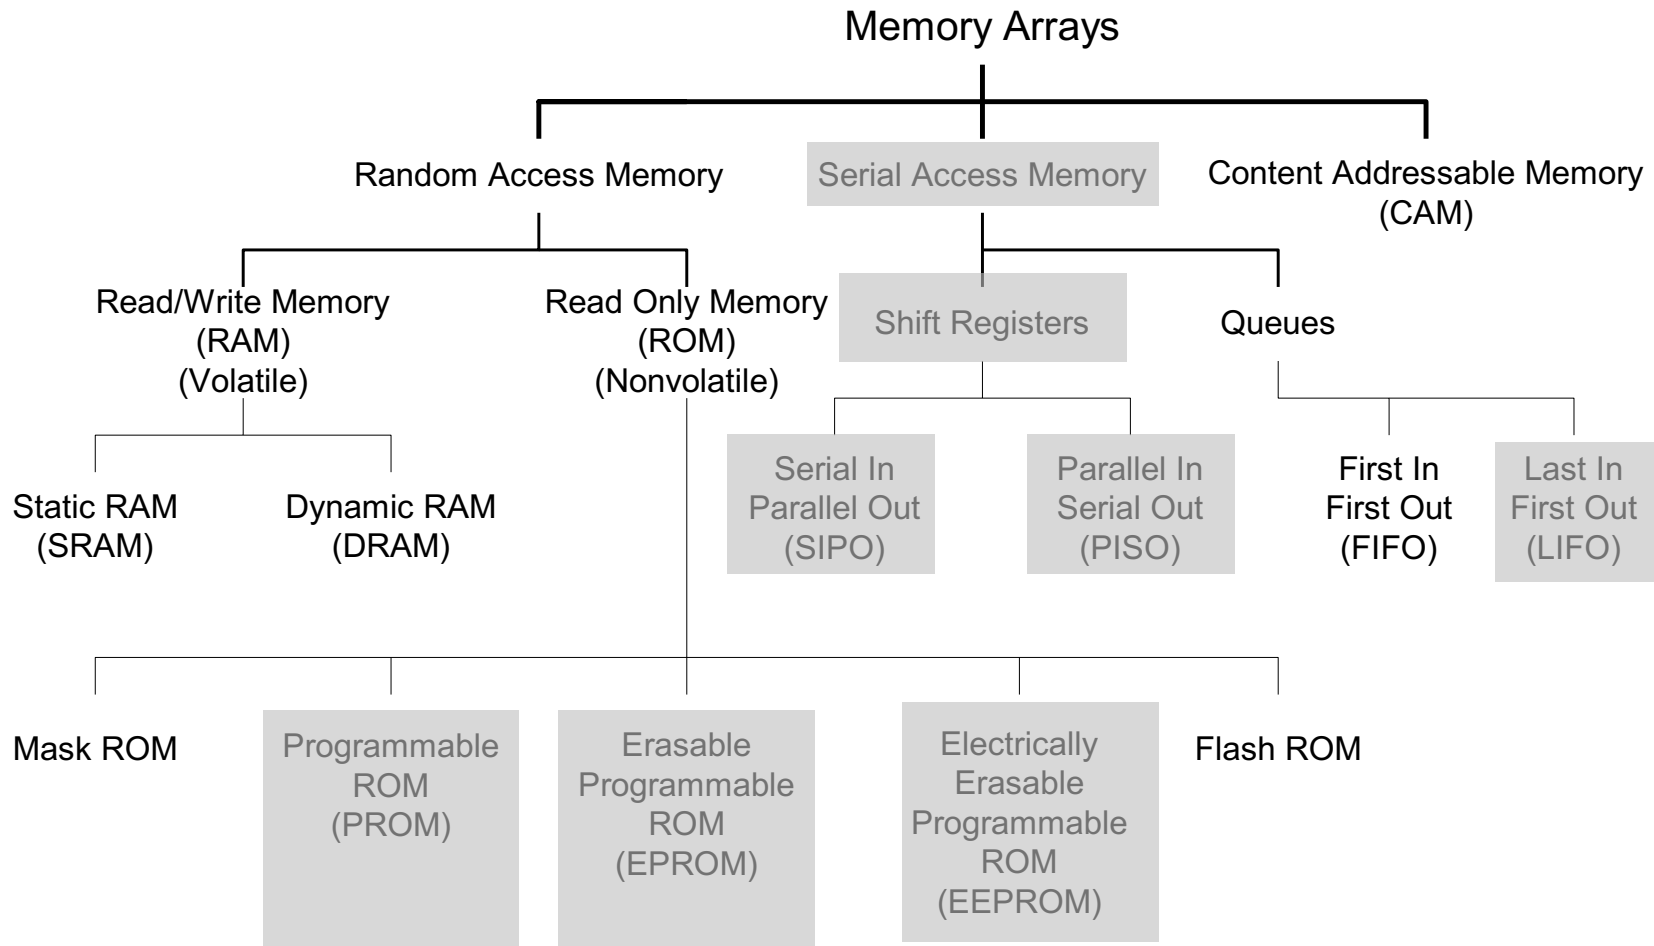 Memory Arrays
Random Access Memory
Serial Access Memory
Content Addressable Memory
(CAM)
Read/Write Memory
(RAM)
(Volatile)
Read Only Memory
(ROM)
(Nonvolatile)
Shift Registers
Queues
Static RAM
(SRAM)
Dynamic RAM
(DRAM)
Serial In
Parallel Out
(SIPO)
Parallel In
Serial Out
(PISO)
First In
First Out
(FIFO)
Last In
First Out
(LIFO)
Mask ROM
Programmable
ROM
(PROM)
Erasable
Programmable
ROM
(EPROM)
Electrically
Erasable
Programmable
ROM
(EEPROM)
Flash ROM